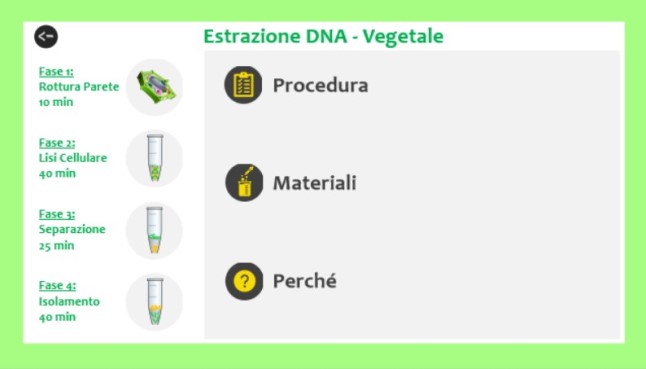 <-
Estrazione DNA - Vegetale
Fase 1:
Rottura Parete
10 min
Fase 2:
Lisi Cellulare
40 min
Fase 3:
Separazione
25 min
Fase 4:
Isolamento
40 min
Procedura
Materiali
?
Perché